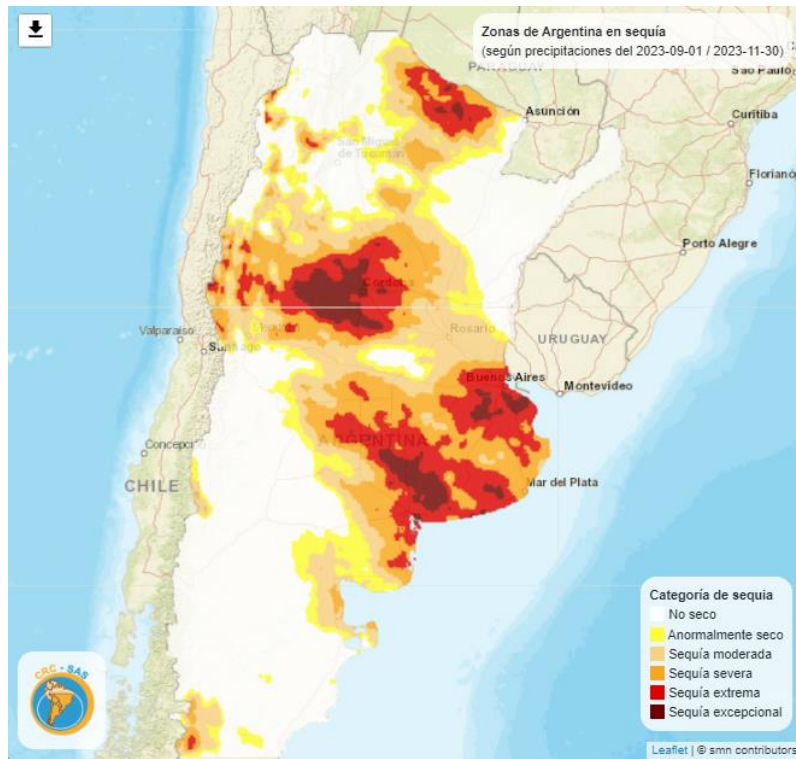 Zonas de Argentina en sequía
(según precipitaciones del 2023-09-01 / 2023-11-30)
PARAGUAY
São Paulo
Asunción
Curitiba
San Miguel
de Tucumán
Porto Alegre
Córdoba
Valparaíso
Rosario
URUGUAY
Santiago
Buenos Aires
Montevideo
Concepción
ARGENTINA
CHILE
Mar del Plata
Categoría de sequia
No seco
Anormalmente seco
Sequía moderada
Sequía severa
Sequía extrema
Sequía excepcional
CRC - SAS
Leaflet | © smn contributors